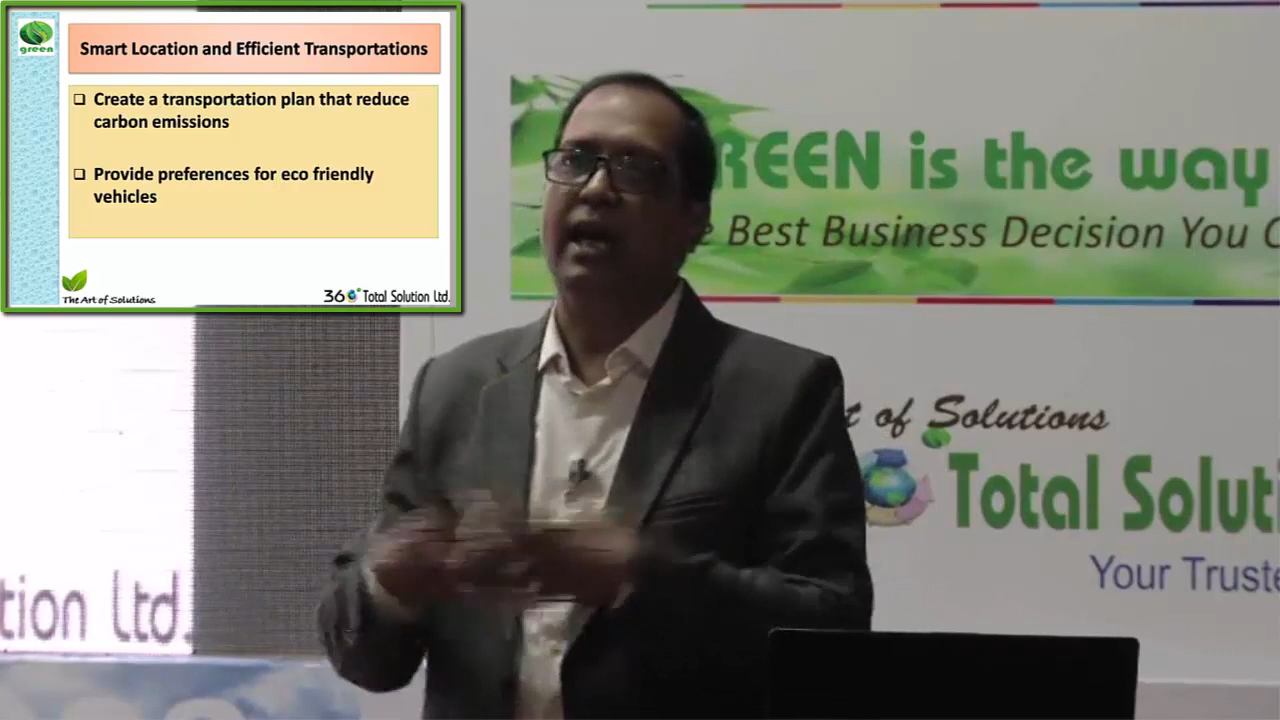 green
Smart Location and Efficient Transportations
Create a transportation plan that reduce
carbon emissions
Provide preferences for eco friendly
vehicles
The Art of Solutions
360 Total Solution Ltd.
REEN is the way
Best Business Decision You
of Solutions
Total Soluti
Your Truste
tion Ltd.